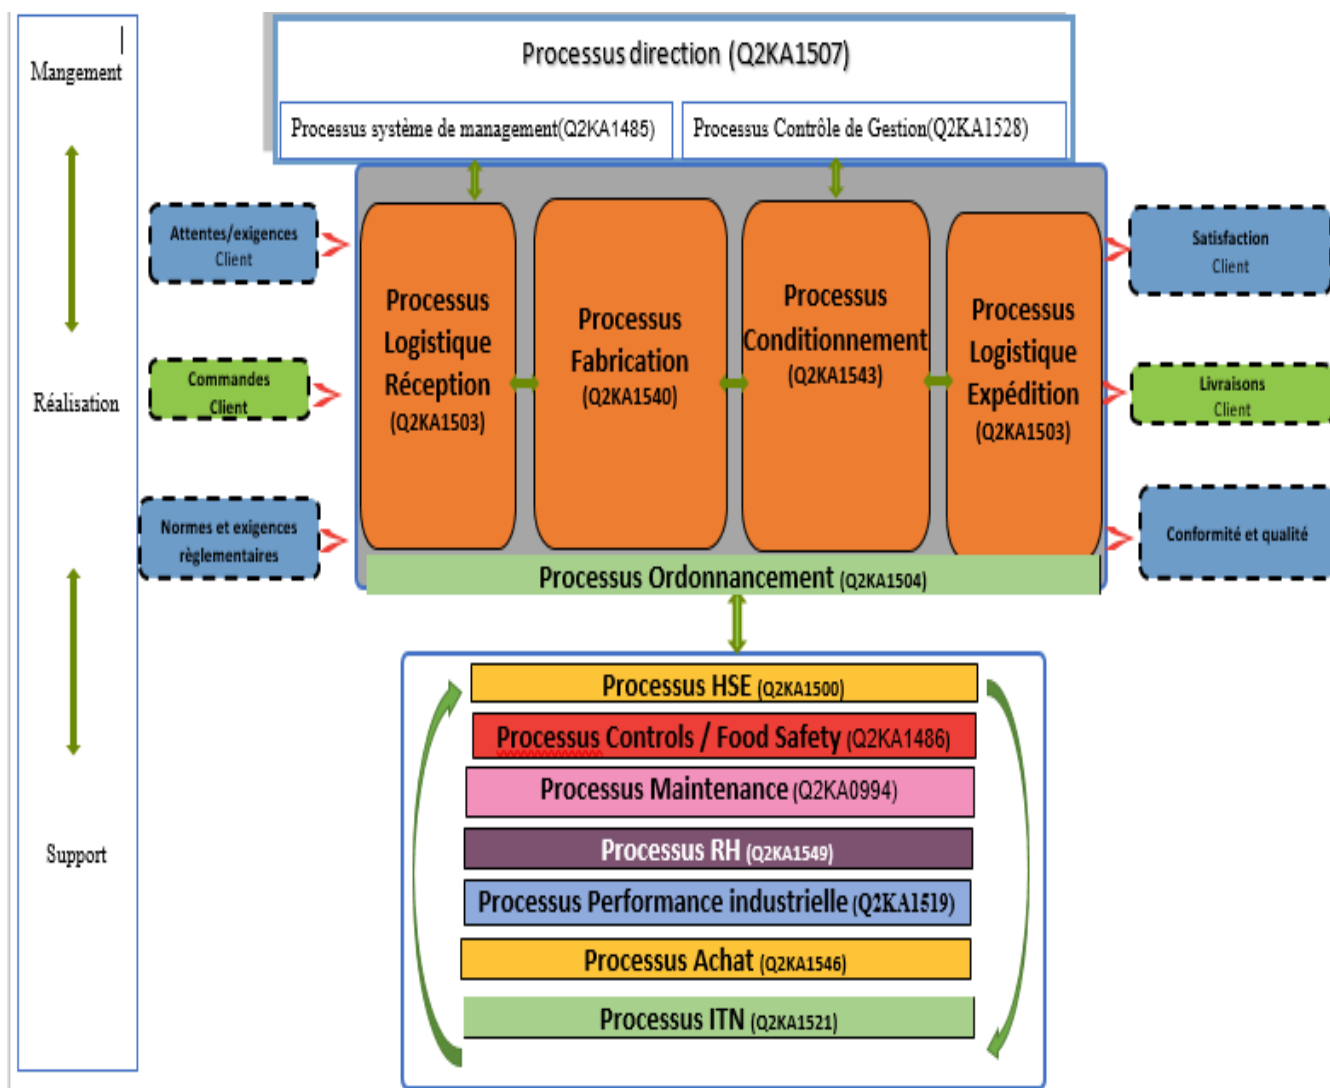 Mangement
Réalisation
Support
Processus direction (Q2KA1507)
Processus système de management(Q2KA1485)
Processus Contrôle de Gestion(Q2KA1528)
Attentes/exigences
Client
Commandes
Client
Normes et exigences
règlementaires
Processus
Logistique
Réception
(Q2KA1503)
Processus
Fabrication
(Q2KA1540)
Processus
Conditionnement
(Q2KA1543)
Processus
Logistique
Expédition
(Q2KA1503)
Satisfaction
Client
Livraisons
Client
Conformité et qualité
Processus Ordonnancement (Q2KA1504)
Processus HSE (Q2KA1500)
Processus Controls / Food Safety (Q2KA1486)
Processus Maintenance (Q2KA0994)
Processus RH (Q2KA1549)
Processus Performance industrielle (Q2KA1519)
Processus Achat (Q2KA1546)
Processus ITN (Q2KA1521)